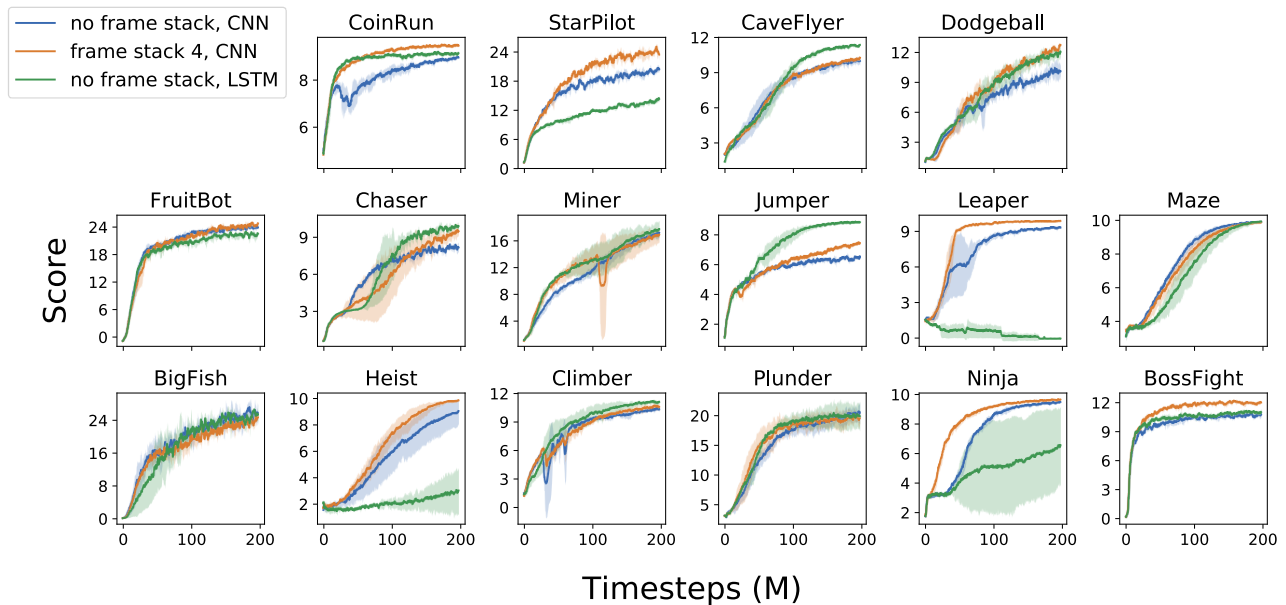 no frame stack, CNN
frame stack 4, CNN
no frame stack, LSTM
CoinRun
8
6
StarPilot
24
18
12
6
0
CaveFlyer
12
9
6
3
Dodgeball
12
9
6
3
Score
FruitBot
24
18
12
6
0
Chaser
9
6
3
Miner
16
12
8
4
Jumper
8
6
4
2
Leaper
9
6
3
0
Maze
10
8
6
4
BigFish
24
16
8
0
0 100 200
Heist
10
8
6
4
2
0 100 200
Climber
12
9
6
3
0
0 100 200
Plunder
20
15
10
5
0 100 200
Ninja
10
8
6
4
2
0 100 200
BossFight
12
9
6
3
0
0 100 200
Timesteps (M)